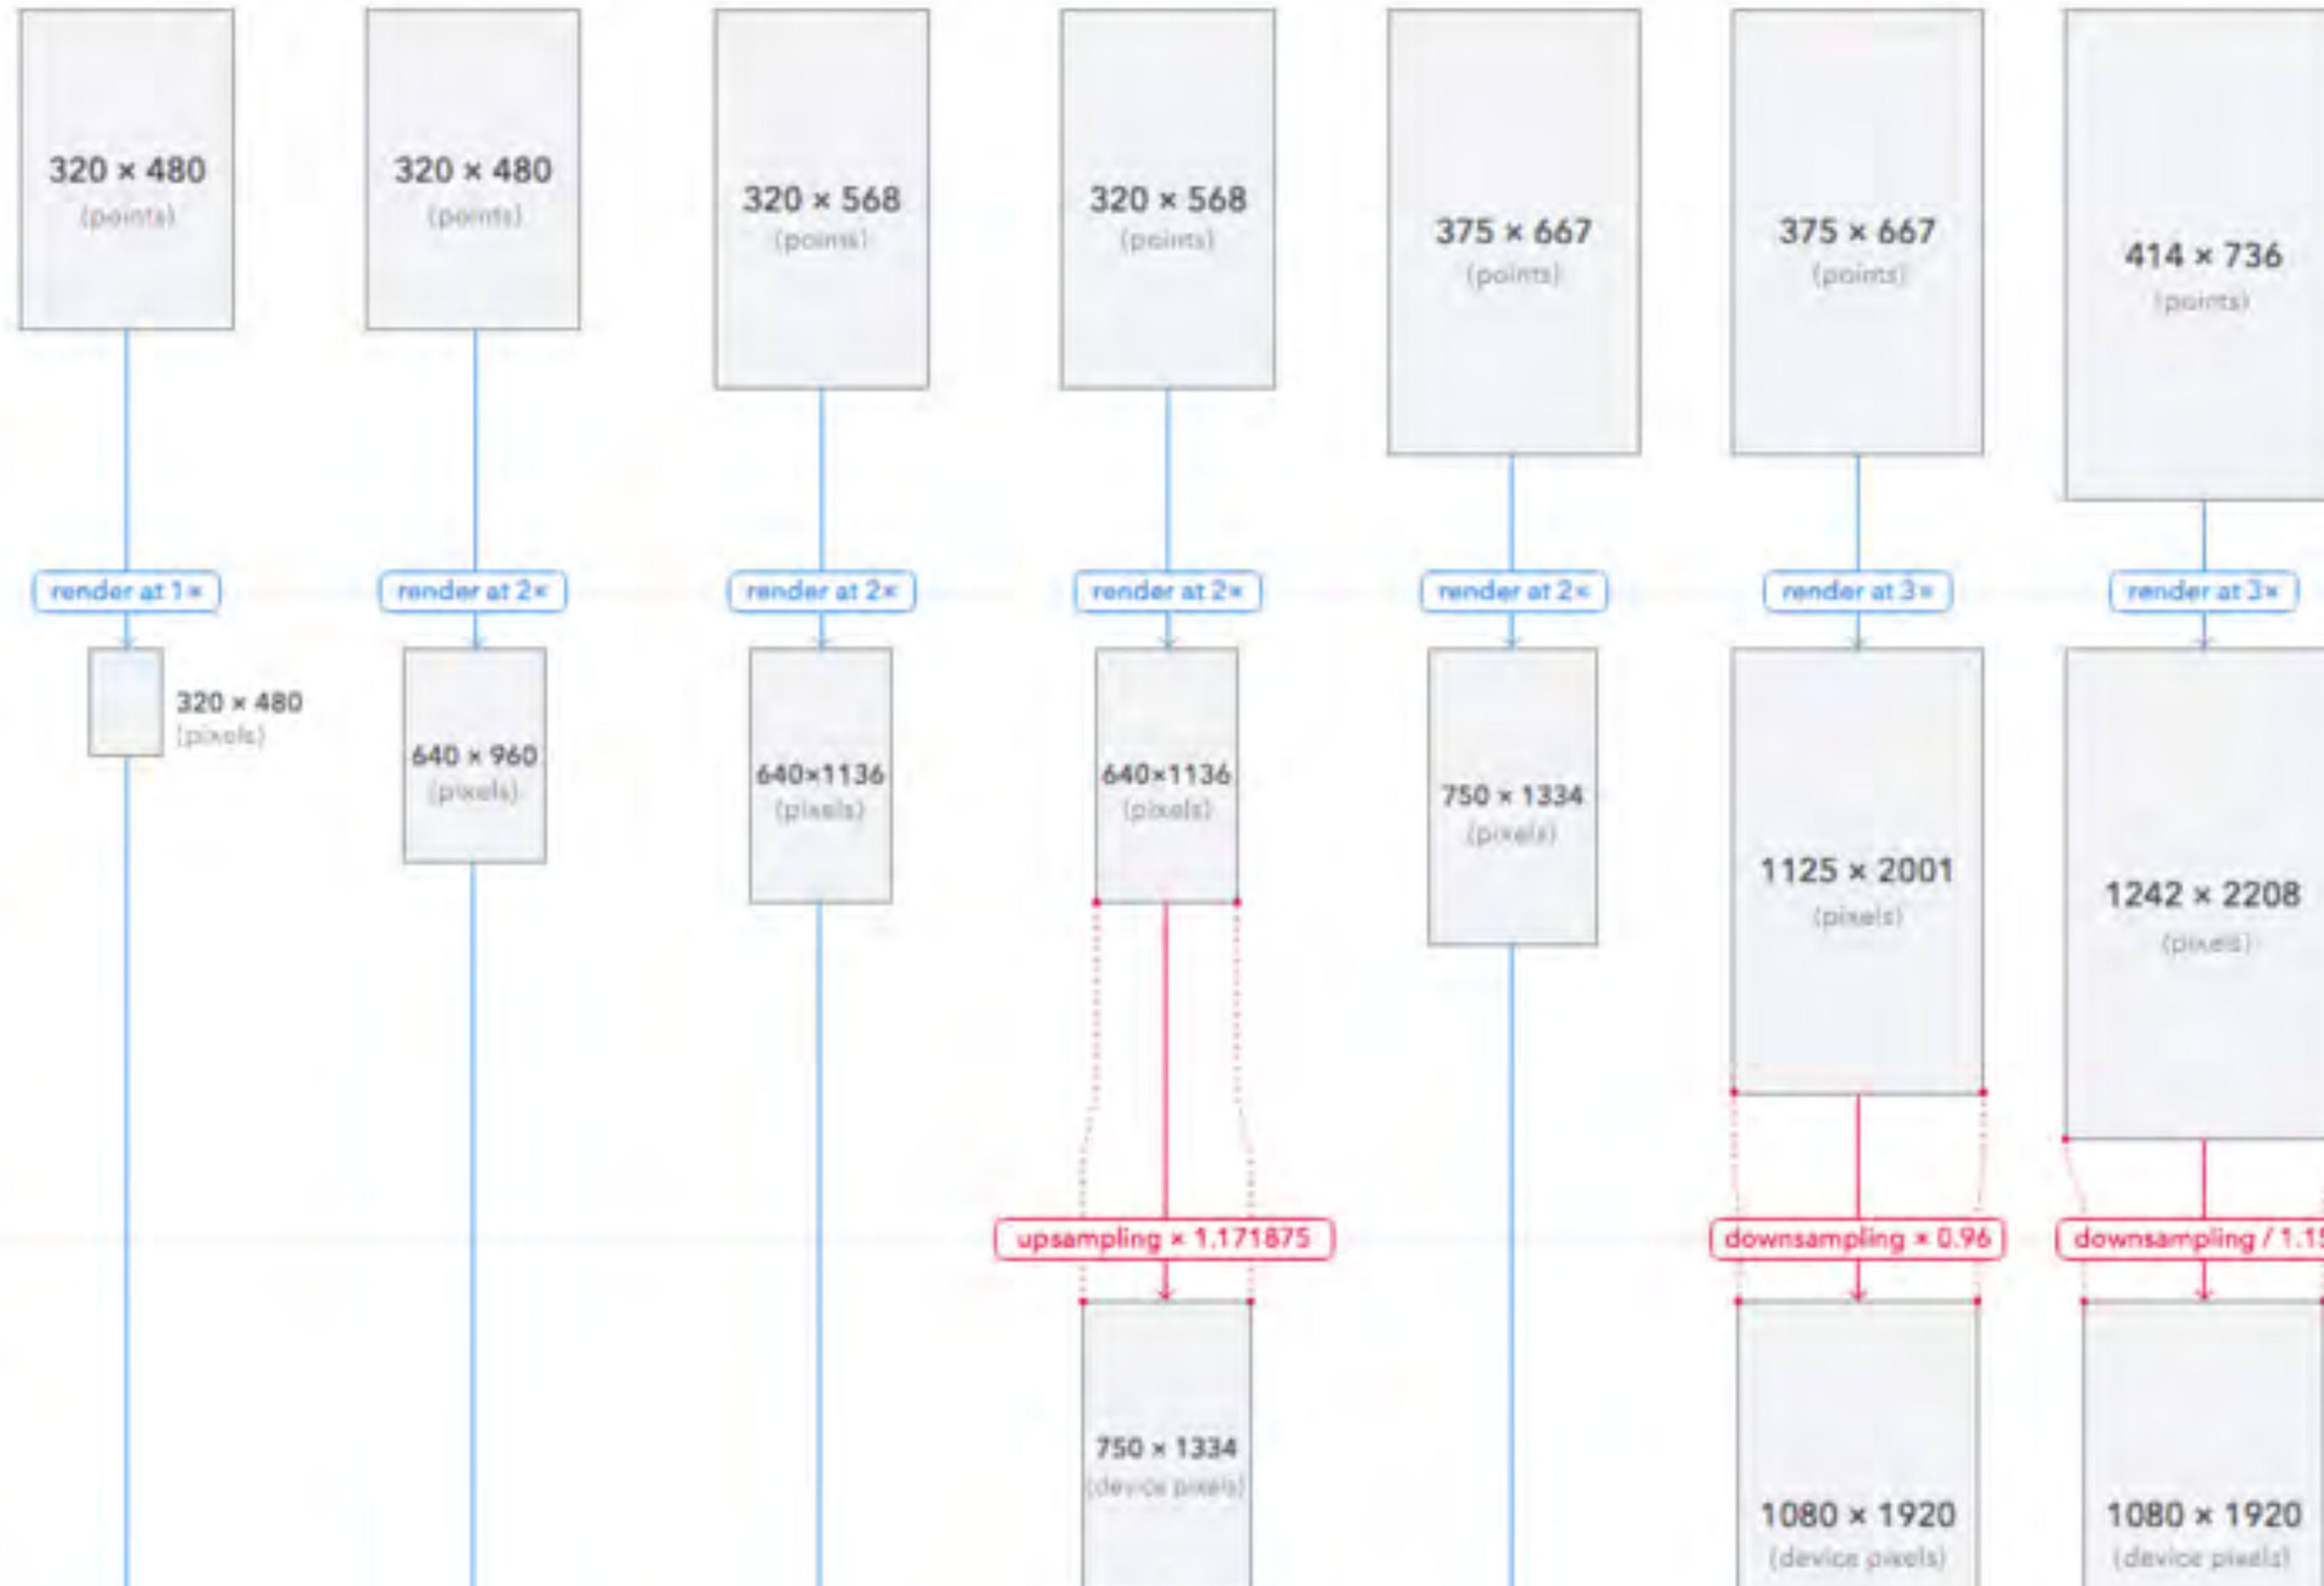 320 × 480
(points)
320 × 480
(points)
320 × 568
(points)
320 × 568
(points)
375 × 667
(points)
375 × 667
(points)
414 × 736
(points)
render at 1×
render at 2×
render at 2×
render at 2×
render at 2×
render at 3×
render at 3×
320 × 480
(pixels)
640 × 960
(pixels)
640×1136
(pixels)
640×1136
(pixels)
750 × 1334
(pixels)
1125 × 2001
(pixels)
1242 × 2208
(pixels)
upsampling × 1.171875
downsampling × 0.96
downsampling / 1.15
750 × 1334
(device pixels)
1080 × 1920
(device pixels)
1080 × 1920
(device pixels)